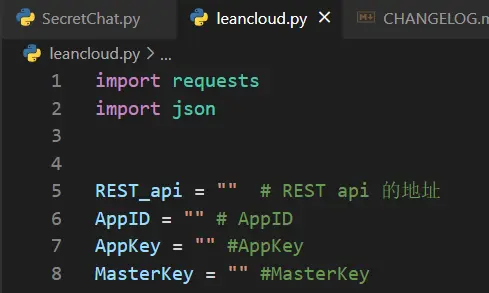 SecretChat.py leancloud.py × CHANGELOG.m
leancloud.py > ...
1 import requests
2 import json
3
4
5 REST_api = "" # REST api 的地址
6 AppID = "" # AppID
7 AppKey = "" #AppKey
8 MasterKey = "" #MasterKey